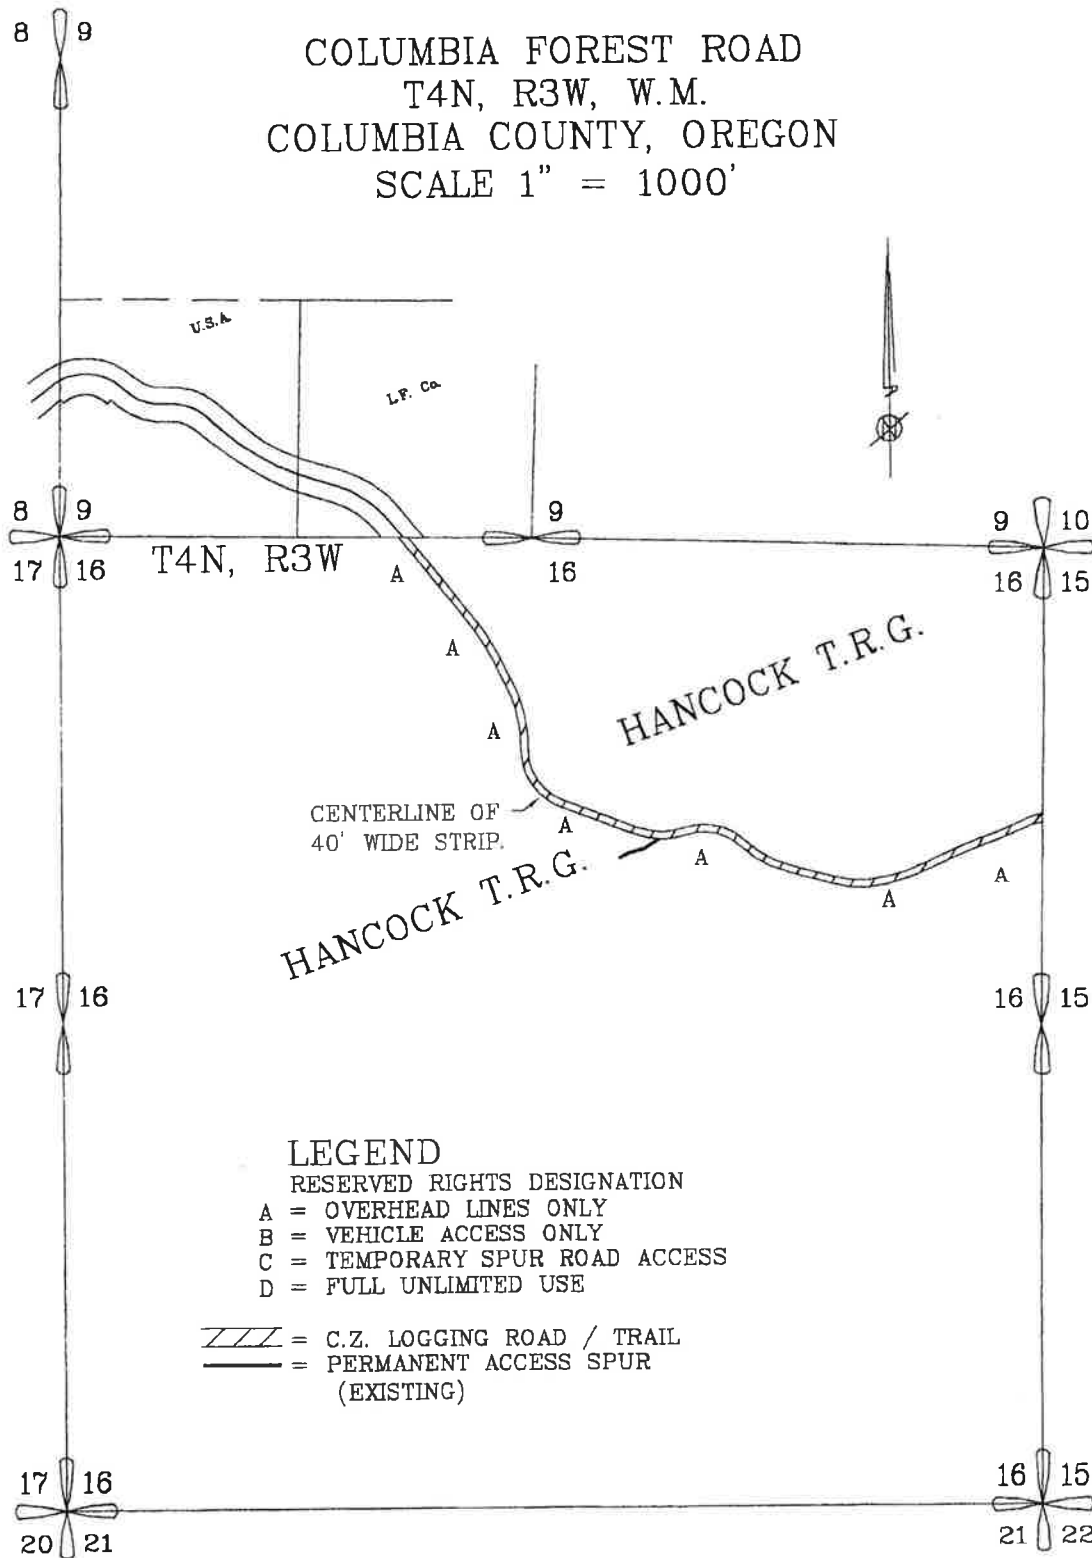 8 9
COLUMBIA FOREST ROAD
T4N, R3W, W.M.
COLUMBIA COUNTY, OREGON
SCALE 1" = 1000'
U.S.A.
L.F. Co.
8 9
9 10
17 16
T4N, R3W
16
16 15
A
A
A
HANCOCK T.R.G.
CENTERLINE OF
40' WIDE STRIP.
A
A
A
A
HANCOCK T.R.G.
17 16
16 15
LEGEND
RESERVED RIGHTS DESIGNATION
A = OVERHEAD LINES ONLY
B = VEHICLE ACCESS ONLY
C = TEMPORARY SPUR ROAD ACCESS
D = FULL UNLIMITED USE
= C.Z. LOGGING ROAD / TRAIL
= PERMANENT ACCESS SPUR
(EXISTING)
17 16
16 15
20 21
21 22